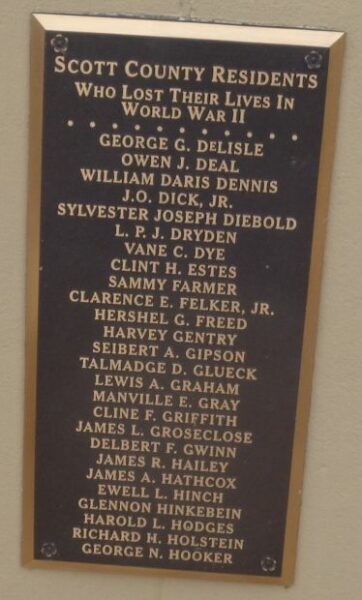 SCOTT COUNTY RESIDENTS
WHO LOST THEIR LIVES IN
WORLD WAR II
GEORGE G. DELISLE
OWEN J. DEAL
WILLIAM DARIS DENNIS
J.O. DICK, JR.
SYLVESTER JOSEPH DIEBOLD
L. P. J. DRYDEN
VANE C. DYE
CLINT H. ESTES
SAMMY FARMER
CLARENCE E. FELKER, JR.
HERSHEL G. FREED
HARVEY GENTRY
SEIBERT A. GIPSON
TALMADGE D. GLUECK
LEWIS A. GRAHAM
MANVILLE E. GRAY
CLINE F. GRIFFITH
JAMES L. GROSECLOSE
DELBERT F. GWINN
JAMES R. HAILEY
JAMES A. HATHCOX
EWELL L. HINCH
GLENNON HINKEBEIN
HAROLD L. HODGES
RICHARD H. HOLSTEIN
GEORGE N. HOOKER